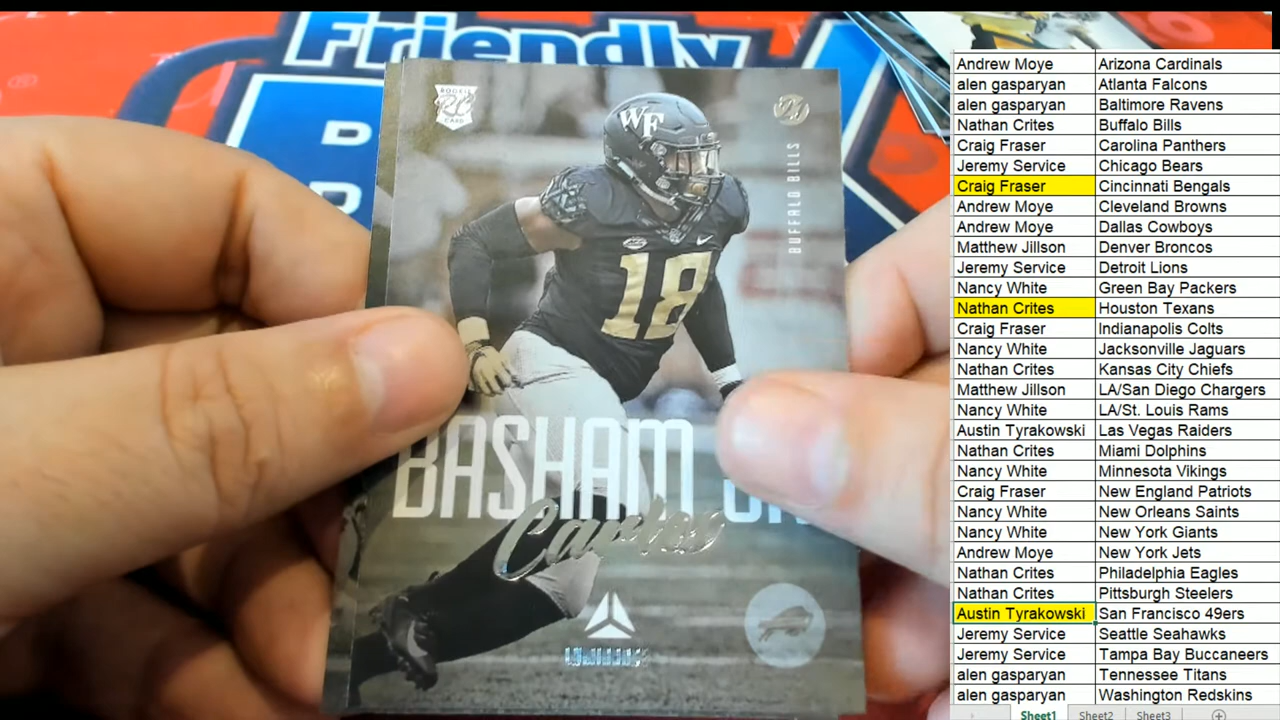 Friendly
ROOKIE
RC
CARD
WF
BUFFALO BILLS
18
BASHAM
Carlos
Andrew Moye Arizona Cardinals
alen gasparyan Atlanta Falcons
alen gasparyan Baltimore Ravens
Nathan Crites Buffalo Bills
Craig Fraser Carolina Panthers
Jeremy Service Chicago Bears
Craig Fraser Cincinnati Bengals
Andrew Moye Cleveland Browns
Andrew Moye Dallas Cowboys
Matthew Jillson Denver Broncos
Jeremy Service Detroit Lions
Nancy White Green Bay Packers
Nathan Crites Houston Texans
Craig Fraser Indianapolis Colts
Nancy White Jacksonville Jaguars
Nathan Crites Kansas City Chiefs
Matthew Jillson LA/San Diego Chargers
Nancy White LA/St. Louis Rams
Austin Tyrakowski Las Vegas Raiders
Nathan Crites Miami Dolphins
Nancy White Minnesota Vikings
Craig Fraser New England Patriots
Nancy White New Orleans Saints
Nancy White New York Giants
Andrew Moye New York Jets
Nathan Crites Philadelphia Eagles
Nathan Crites Pittsburgh Steelers
Austin Tyrakowski San Francisco 49ers
Jeremy Service Seattle Seahawks
Jeremy Service Tampa Bay Buccaneers
alen gasparyan Tennessee Titans
alen gasparyan Washington Redskins
Sheet1 Sheet2 Sheet3